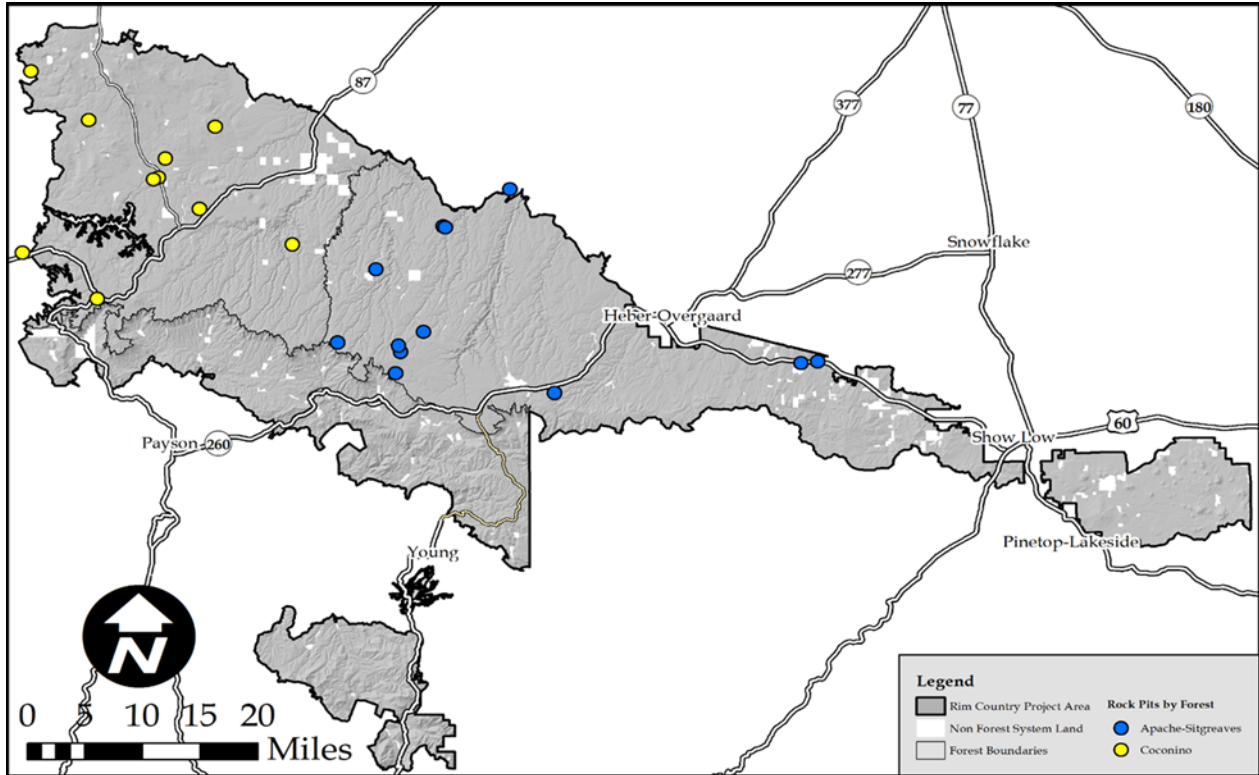 87
377
77
180
Snowflake
277
Heber-Overgaard
Payson
260
Show Low
60
Pinetop-Lakeside
Young
N
0 5 10 15 20
Miles
Legend
Rim Country Project Area
Non Forest System Land
Forest Boundaries
Rock Pits by Forest
Apache-Sitgreaves
Coconino